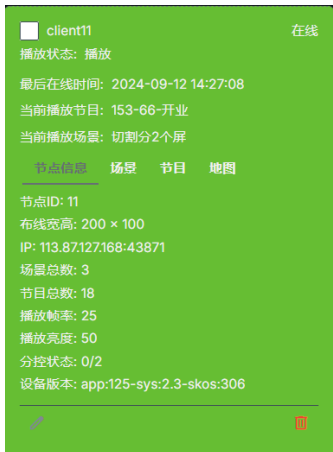 client11 在线
播放状态: 播放
最后在线时间: 2024-09-12 14:27:08
当前播放节目: 153-66-开业
当前播放场景: 切割分2个屏
节点信息 场景 节目 地图
节点ID: 11
布线宽高: 200 × 100
IP: 113.87.127.168:43871
场景总数: 3
节目总数: 18
播放帧率: 25
播放亮度: 50
分控状态: 0/2
设备版本: app:125-sys:2.3-skos:306